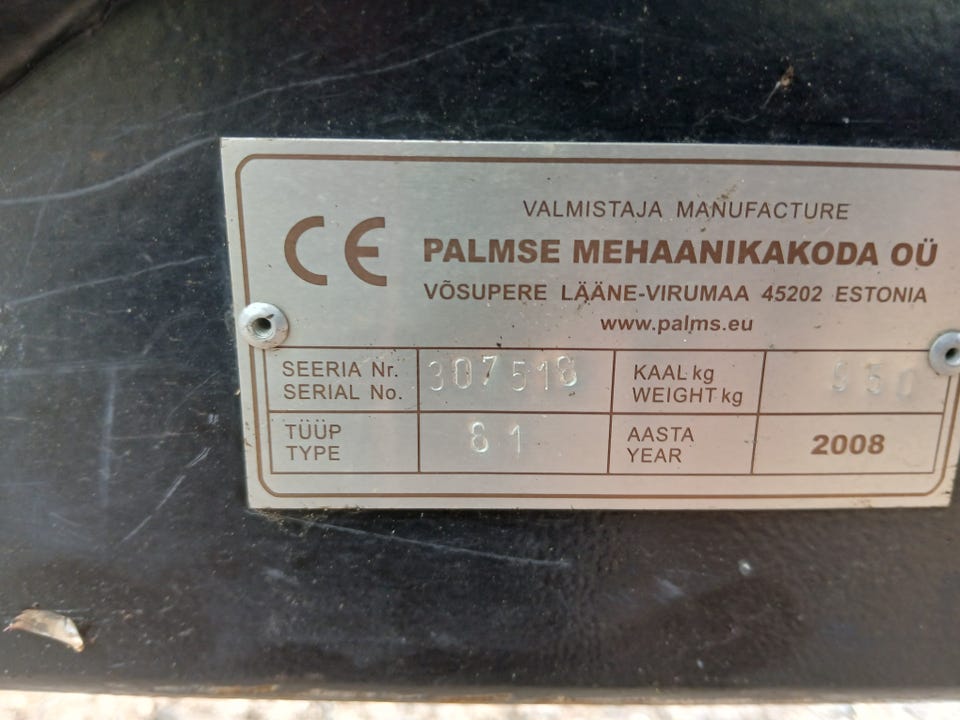 CE
VALMISTAJA MANUFACTURE
PALMSE MEHAANIKAKODA OÜ
VÕSUPERE LÄÄNE-VIRUMAA 45202 ESTONIA
www.palms.eu
SEERIA Nr.
SERIAL No.
307518
KAAL kg
WEIGHT kg
TÜÜP
TYPE
81
AASTA
YEAR
2008